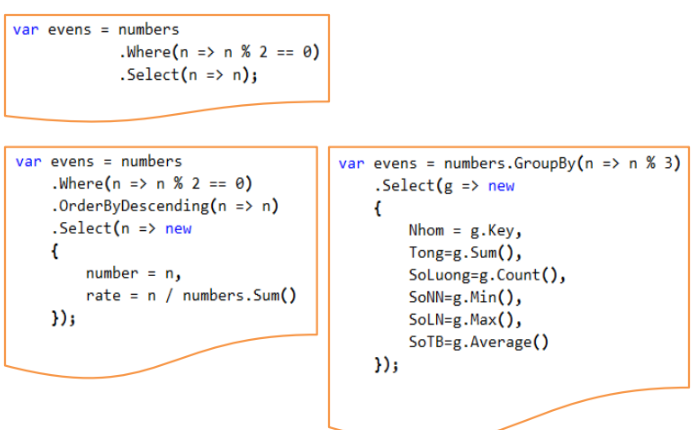 var evens = numbers
.Where(n => n % 2 == 0)
.Select(n => n);
var evens = numbers
.Where(n => n % 2 == 0)
.OrderByDescending(n => n)
.Select(n => new
{
number = n,
rate = n / numbers.Sum()
});
var evens = numbers.GroupBy(n => n % 3)
.Select(g => new
{
Nhom = g.Key,
Tong=g.Sum(),
SoLuong=g.Count(),
SoNN=g.Min(),
SoLN=g.Max(),
SoTB=g.Average()
});